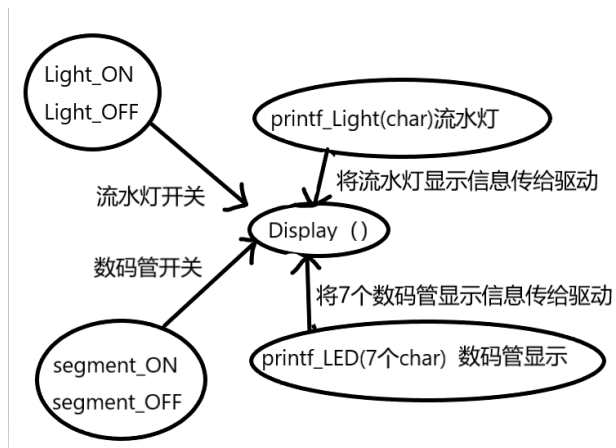 Light_ON
Light_OFF
printf_Light(char)流水灯
将流水灯显示信息传给驱动
流水灯开关
Display（）
数码管开关
将7个数码管显示信息传给驱动
segment_ON
segment_OFF
printf_LED(7个char) 数码管显示